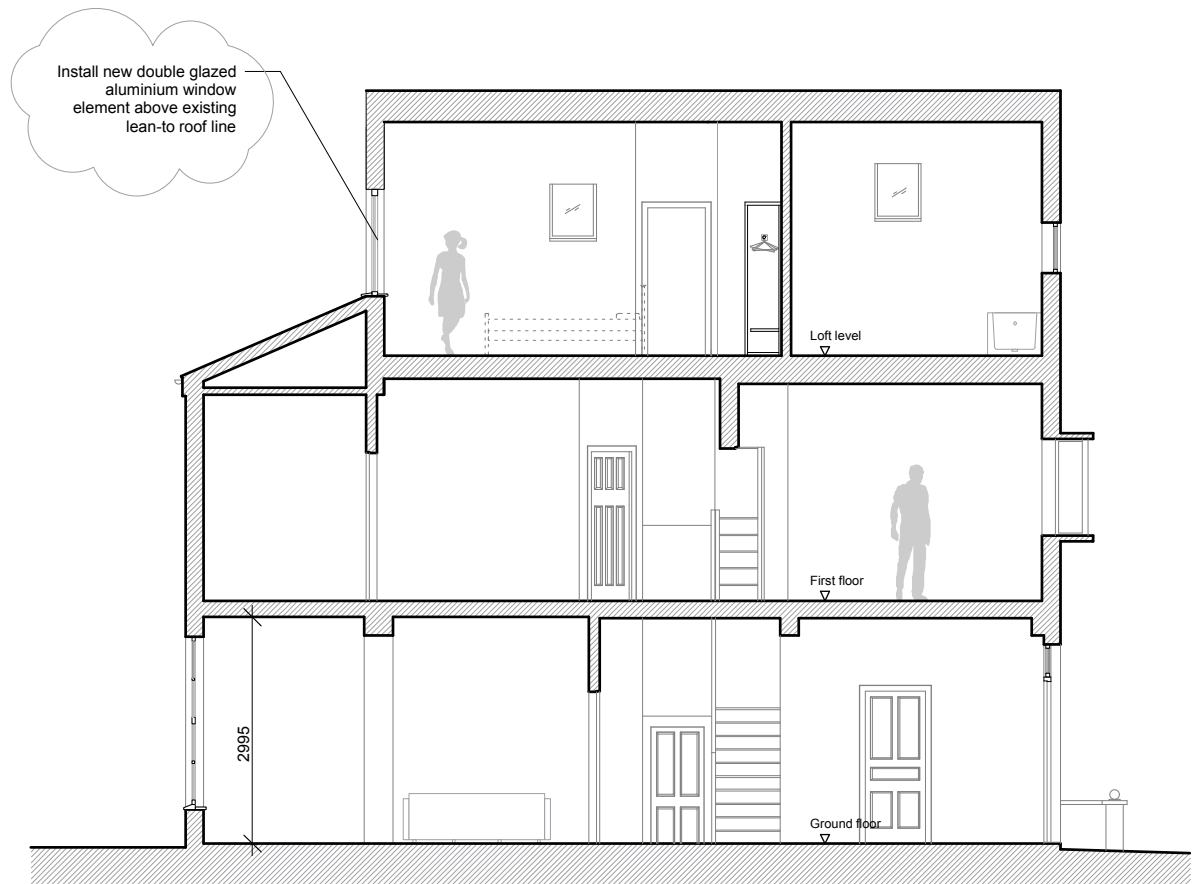 Install new double glazed
aluminium window
element above existing
lean-to roof line
Loft level
First floor
2995
Ground floor